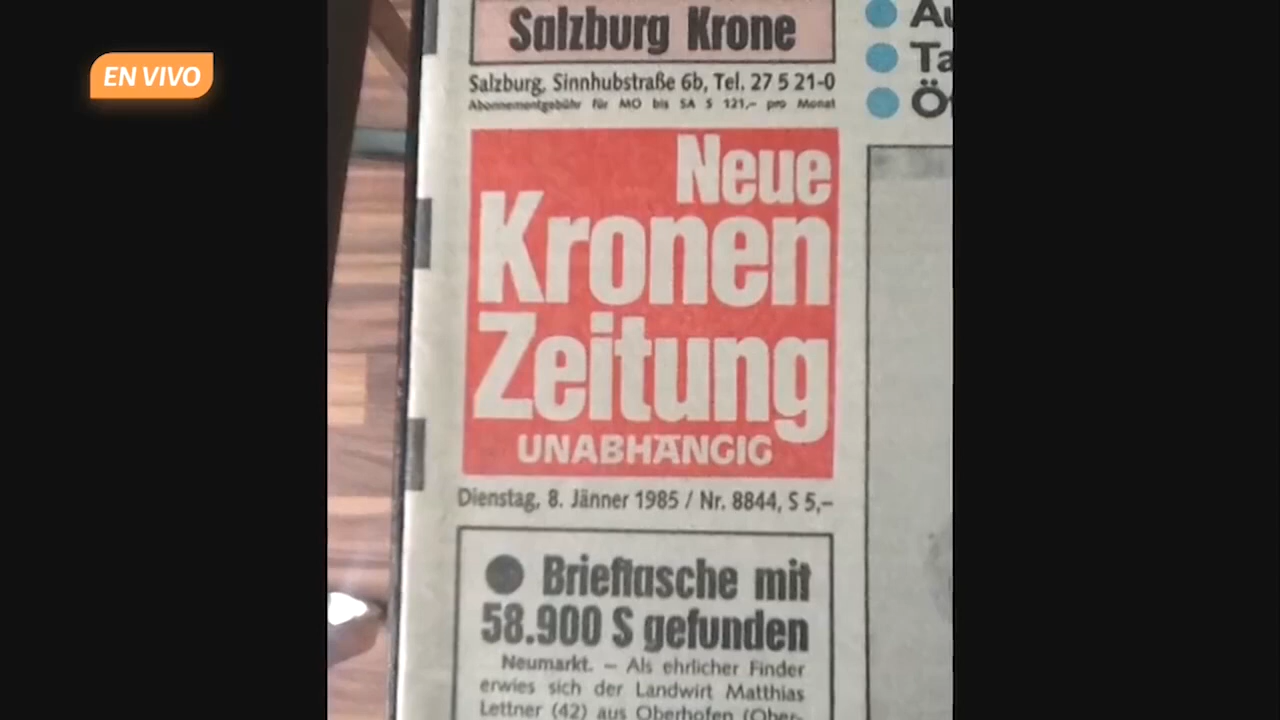 EN VIVO
Salzburg Krone
Salzburg, Sinnhubstraße 6b, Tel. 27 5 21-0
Abonnementgebühr für MO bis SA S 121,– pro Monat
Neue
Kronen
Zeitung
UNABHÄNGIG
Dienstag, 8. Jänner 1985 / Nr. 8844, S 5,–
● Brieftasche mit
58.900 S gefunden
Neumarkt. – Als ehrlicher Finder
erwies sich der Landwirt Matthias
Lettner (42) aus Oberhofen (Ober-